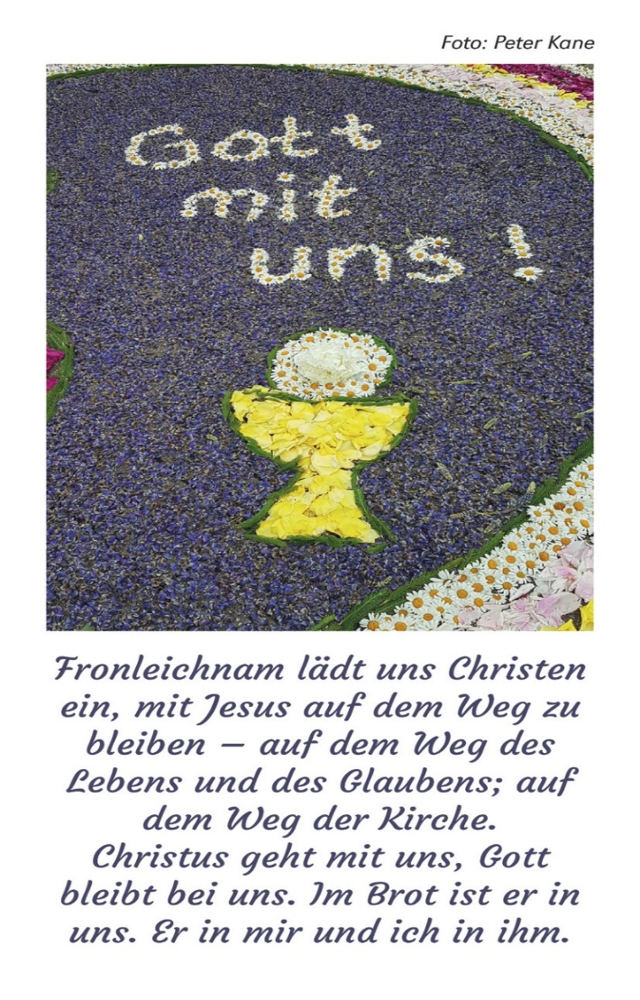 Foto: Peter Kane
Gott
mit
uns!
Fronleichnam lädt uns Christen
ein, mit Jesus auf dem Weg zu
bleiben – auf dem Weg des
Lebens und des Glaubens; auf
dem Weg der Kirche.
Christus geht mit uns, Gott
bleibt bei uns. Im Brot ist er in
uns. Er in mir und ich in ihm.